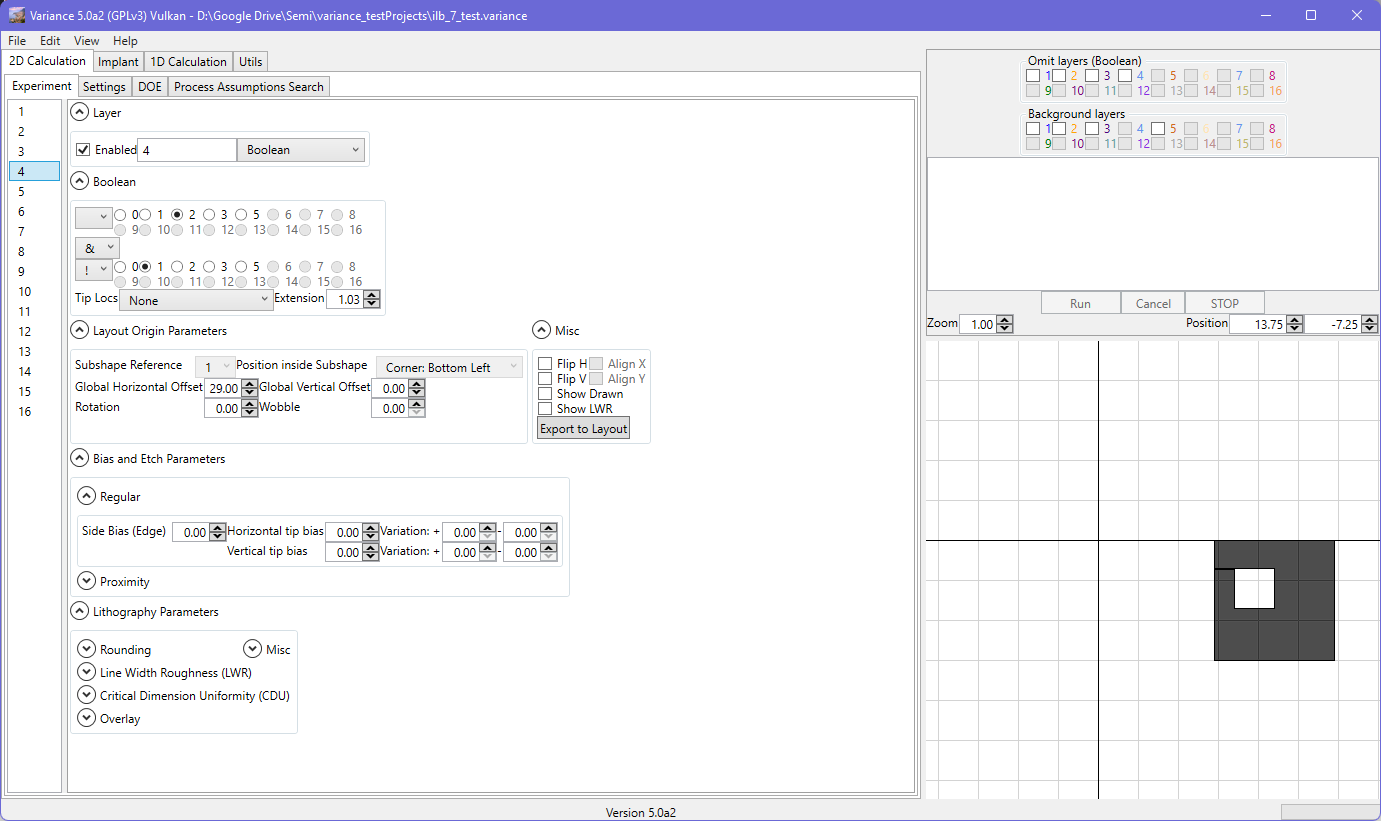 Variance 5.0a2 (GPLv3) Vulkan - D:\Google Drive\Semi\variance_testProjects\ilb_7_test.variance
File Edit View Help
2D Calculation Implant 1D Calculation Utils
Experiment Settings DOE Process Assumptions Search
1
2
3
4
5
6
7
8
9
10
11
12
13
14
15
16
Layer
Enabled 4 Boolean
Boolean
0 1 2 3 5 6 7 8
9 10 11 12 13 14 15 16
&
! 0 1 2 3 5 6 7 8
9 10 11 12 13 14 15 16
Tip Locs None Extension 1.03
Layout Origin Parameters
Subshape Reference 1 Position inside Subshape Corner: Bottom Left
Global Horizontal Offset 29.00 Global Vertical Offset 0.00
Rotation 0.00 Wobble 0.00
Misc
Flip H Align X
Flip V Align Y
Show Drawn
Show LWR
Export to Layout
Bias and Etch Parameters
Regular
Side Bias (Edge) 0.00 Horizontal tip bias 0.00 Variation: + 0.00 - 0.00
Vertical tip bias 0.00 Variation: + 0.00 - 0.00
Proximity
Lithography Parameters
Rounding Misc
Line Width Roughness (LWR)
Critical Dimension Uniformity (CDU)
Overlay
Omit layers (Boolean)
1 2 3 4 5 6 7 8
9 10 11 12 13 14 15 16
Background layers
1 2 3 4 5 6 7 8
9 10 11 12 13 14 15 16
Run Cancel STOP
Zoom 1.00 Position 13.75 -7.25
Version 5.0a2